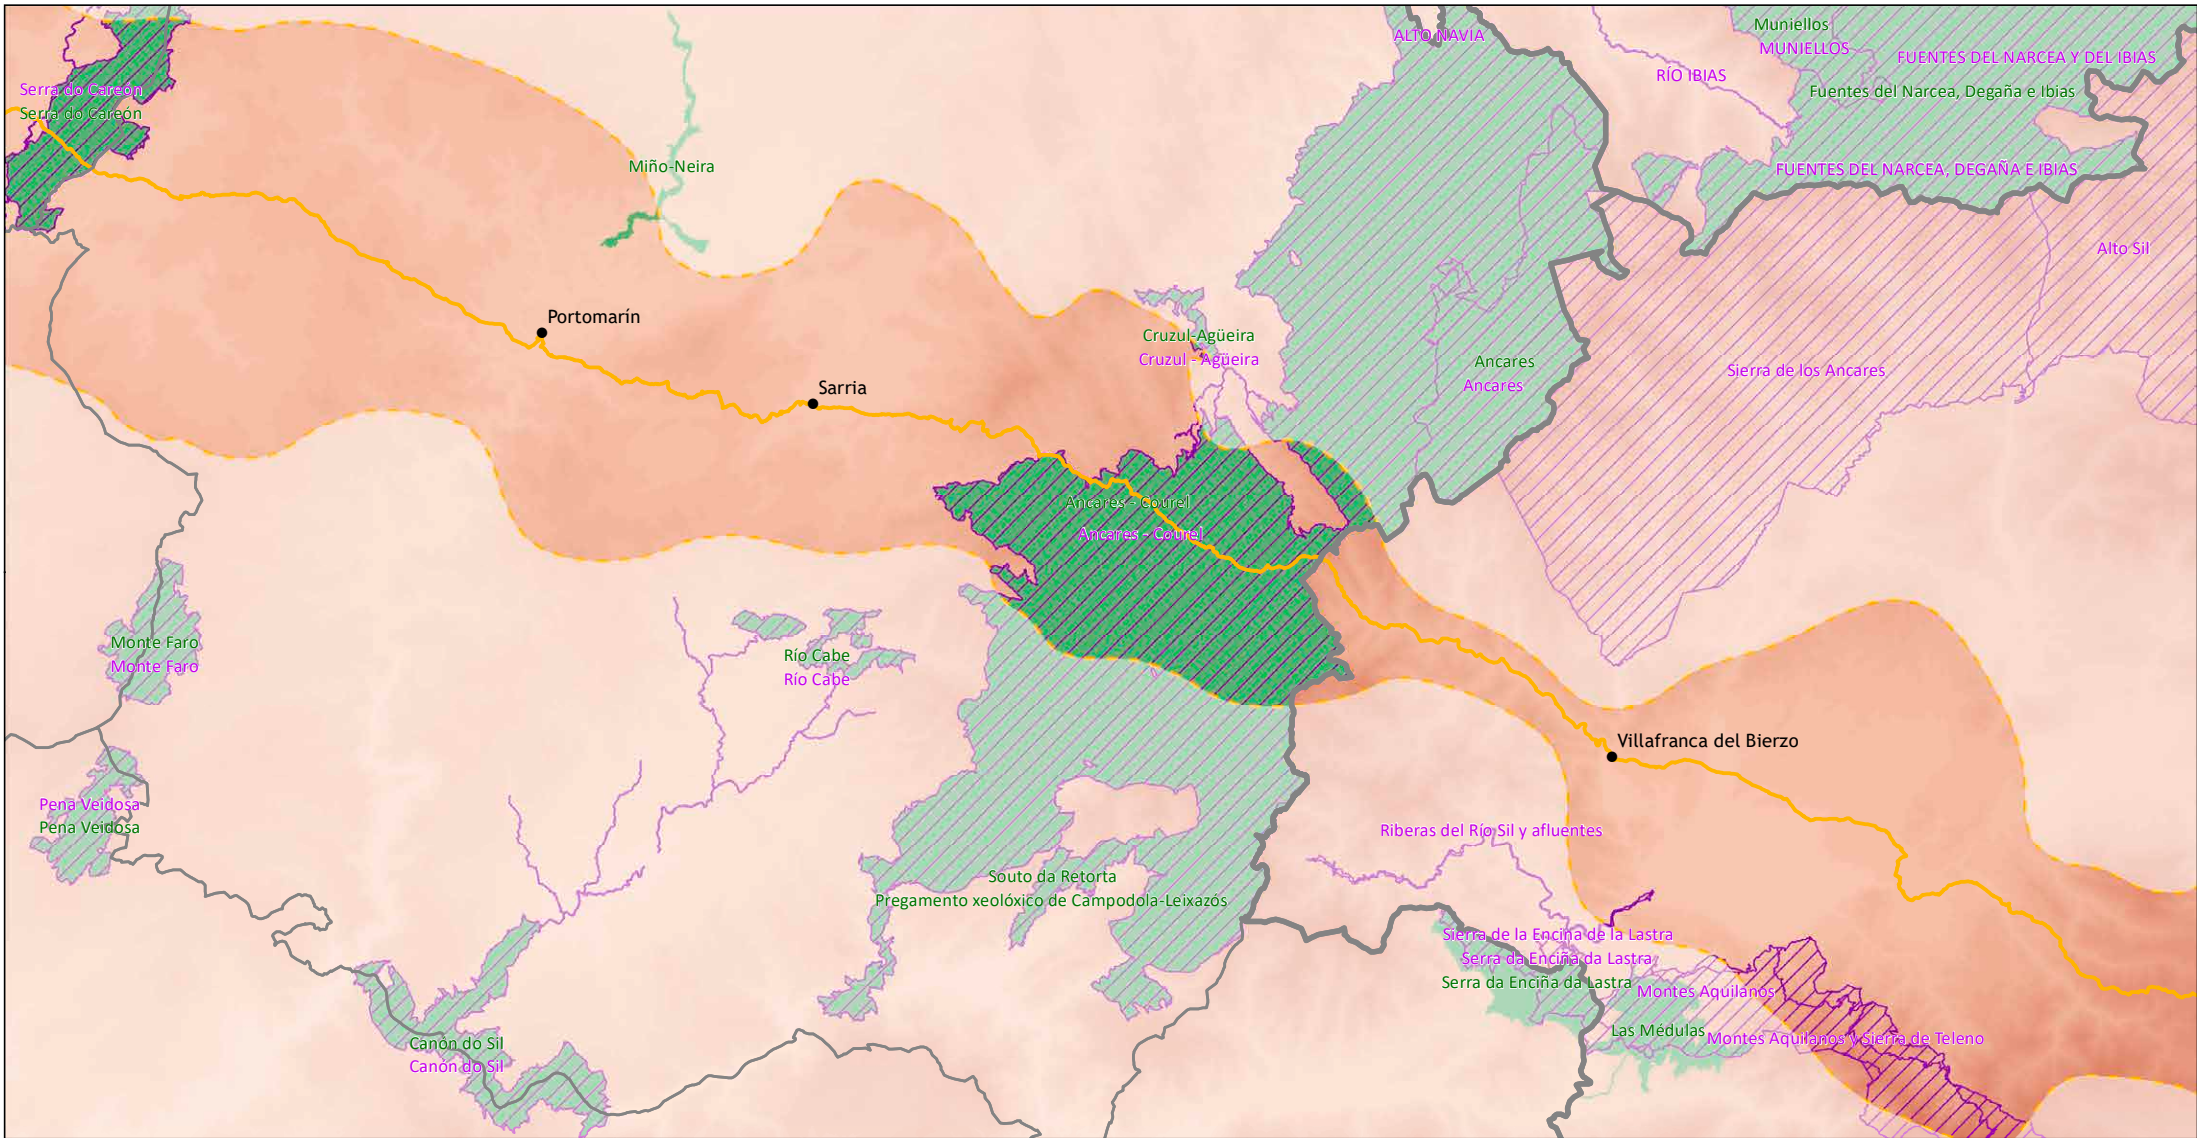 Muniellos
ALTO NAVIA
MUNIELLOS
FUENTES DEL NARCEA Y DEL IBIAS
RÍO IBIAS
Serra do Careón
Fuentes del Narcea, Degaña e Ibias
Serra do Careón
Miño-Neira
FUENTES DEL NARCEA, DEGAÑA E IBIAS
Alto Sil
Portomarín
Cruzul-Agüeira
Cruzul - Agüeira
Ancares
Sierra de los Ancares
Sarria
Ancares
Ancares - Courel
Ancares - Courel
Monte Faro
Río Cabe
Monte Faro
Río Cabe
Villafranca del Bierzo
Pena Veidosa
Pena Veidosa
Riberas del Río Sil y afluentes
Souto da Retorta
Pregamento xeolóxico de Campodola-Leixazós
Sierra de la Encina de la Lastra
Serra da Enciña da Lastra
Serra da Enciña da Lastra
Montes Aquilanos
Las Médulas
Montes Aquilanos y Sierra de Teleno
Canón do Sil
Canón do Sil